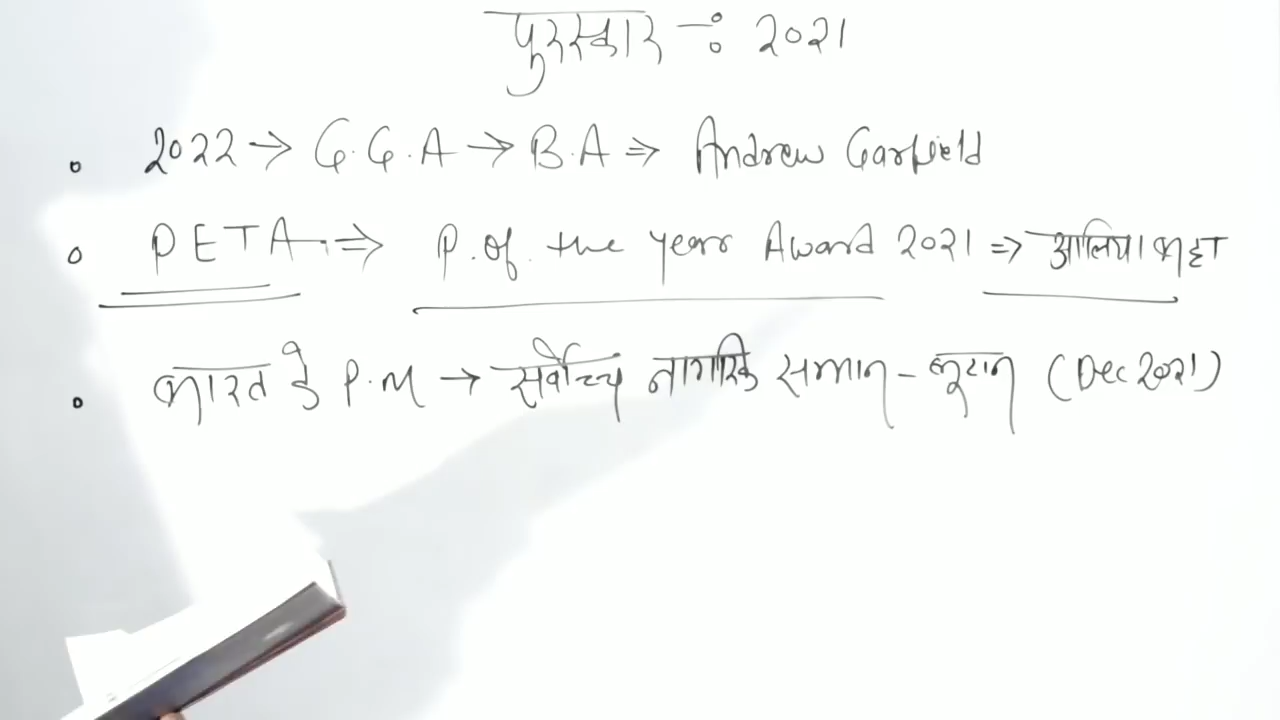 पुरस्कार -: 2021
2022 → G.G.A → B.A ⇒ Andrew Garfield
PETA ⇒ P. of the year Award 2021 ⇒ आलिया भट्ट
भारत के P.M → सर्वोच्च नागरिक सम्मान - भूटान (Dec 2021)